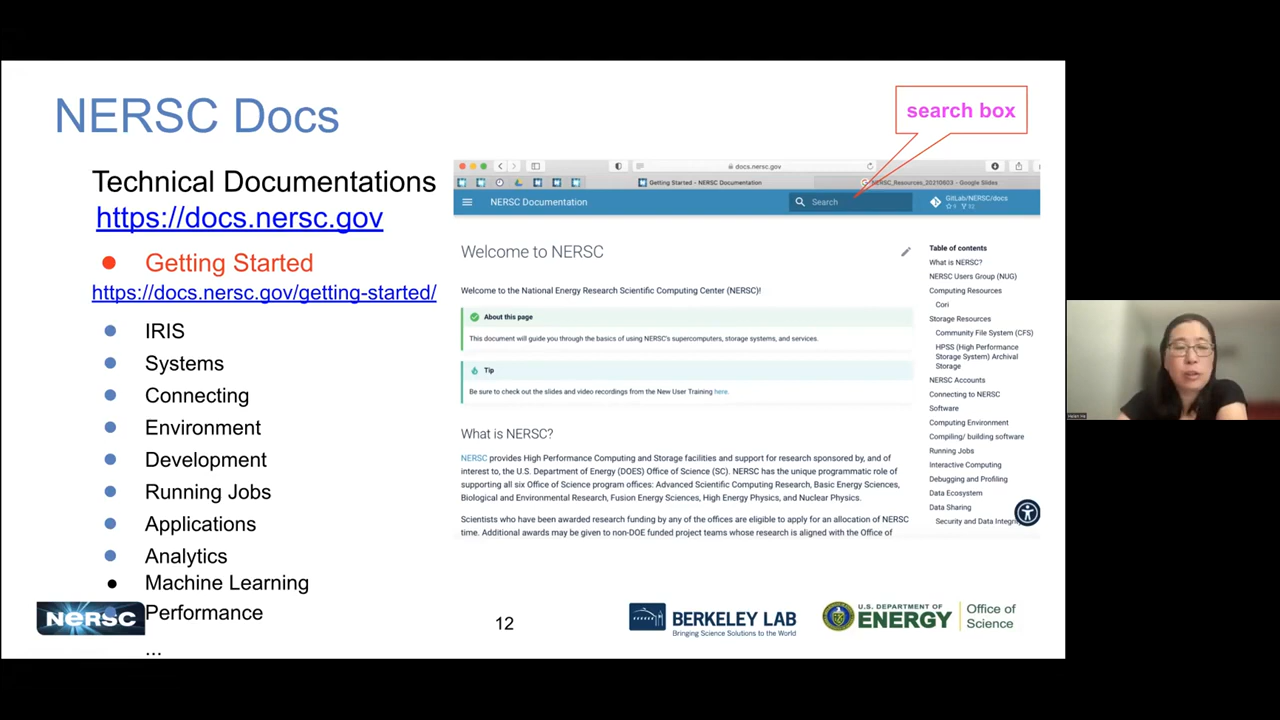 NERSC Docs
search box
Technical Documentations
https://docs.nersc.gov
Getting Started
https://docs.nersc.gov/getting-started/
IRIS
Systems
Connecting
Environment
Development
Running Jobs
Applications
Analytics
Machine Learning
Performance
...
docs.nersc.gov
Getting Started - NERSC Documentation
NERSC_Resources_20210603 - Google Slides
NERSC Documentation
Search
GitLab/NERSC/docs
Welcome to NERSC
Welcome to the National Energy Research Scientific Computing Center (NERSC)!
About this page
This document will guide you through the basics of using NERSC's supercomputers, storage systems, and services.
Tip
Be sure to check out the slides and video recordings from the New User Training here.
What is NERSC?
NERSC provides High Performance Computing and Storage facilities and support for research sponsored by, and of
interest to, the U.S. Department of Energy (DOES) Office of Science (SC). NERSC has the unique programmatic role of
supporting all six Office of Science program offices: Advanced Scientific Computing Research, Basic Energy Sciences,
Biological and Environmental Research, Fusion Energy Sciences, High Energy Physics, and Nuclear Physics.
Scientists who have been awarded research funding by any of the offices are eligible to apply for an allocation of NERSC
time. Additional awards may be given to non-DOE funded project teams whose research is aligned with the Office of
Table of contents
What is NERSC?
NERSC Users Group (NUG)
Computing Resources
Cori
Storage Resources
Community File System (CFS)
HPSS (High Performance
Storage System) Archival
Storage
NERSC Accounts
Connecting to NERSC
Software
Computing Environment
Compiling/ building software
Running Jobs
Interactive Computing
Debugging and Profiling
Data Ecosystem
Data Sharing
Security and Data
NERSC
12
BERKELEY LAB
Bringing Science Solutions to the World
U.S. DEPARTMENT OF
ENERGY
Office of
Science